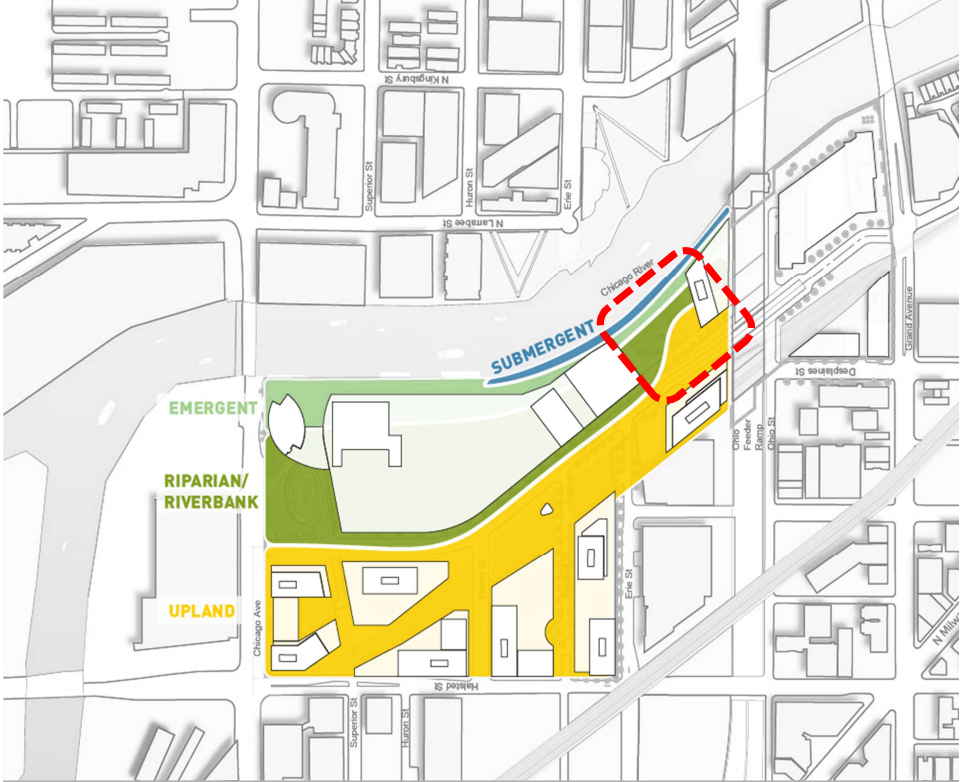 N Kingsbury St
Superior St
Huron St
Erie St
N Larrabee St
Chicago River
SUBMERGENT
Grand Avenue
EMERGENT
Desplaines St
Ohio
Feeder
Ramp
Ohio St
RIPARIAN/
RIVERBANK
UPLAND
Chicago Ave
Erie St
Halsted St
Superior St
Huron St